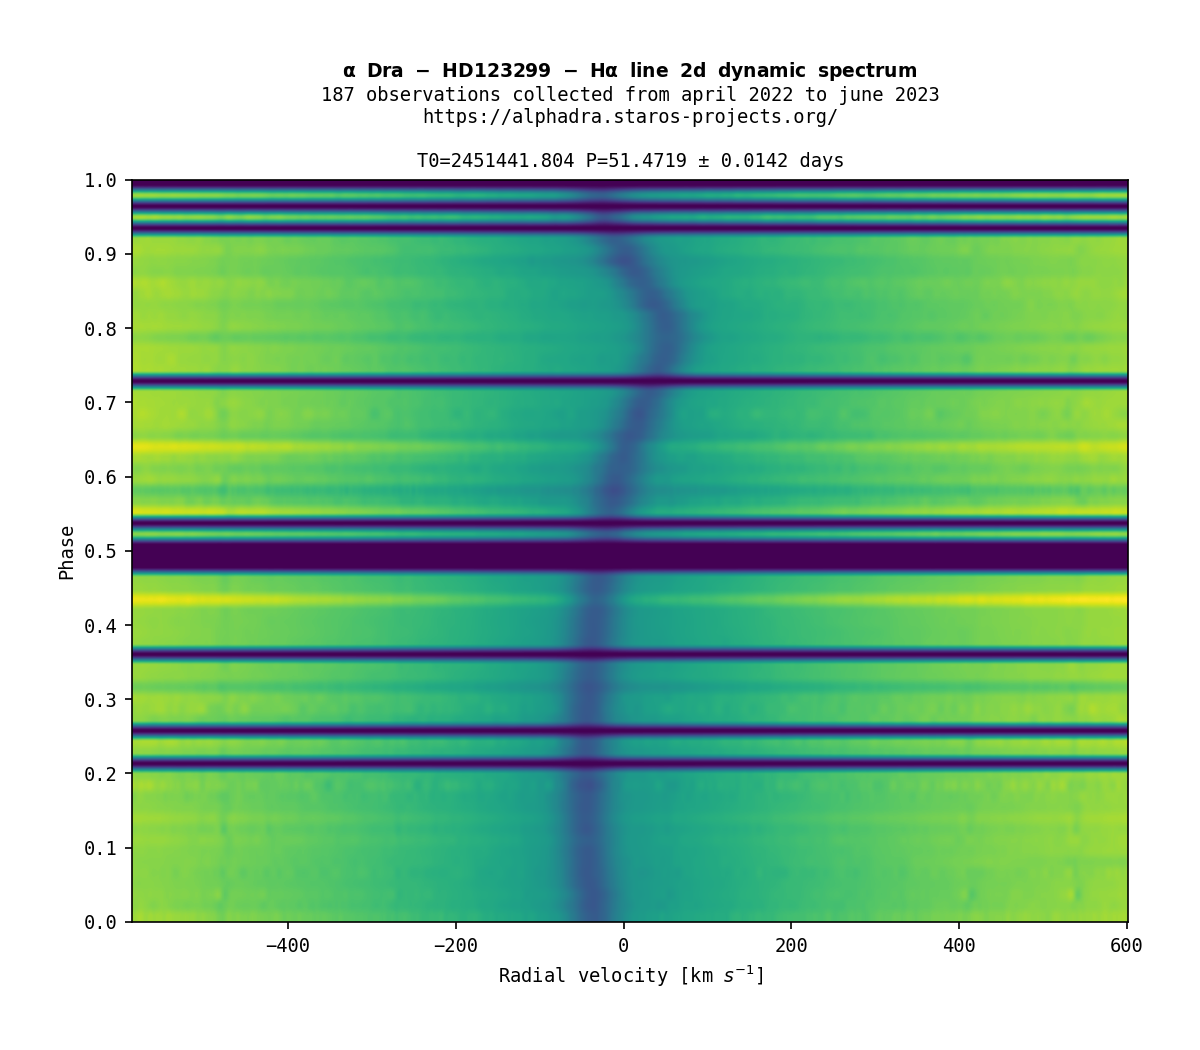 α Dra − HD123299 − Hα line 2d dynamic spectrum
187 observations collected from april 2022 to june 2023
https://alphadra.staros-projects.org/
T0=2451441.804 P=51.4719 ± 0.0142 days
1.0
0.9
0.8
0.7
0.6
0.5
0.4
0.3
0.2
0.1
0.0
Phase
−400 −200 0 200 400 600
Radial velocity [km s⁻¹]